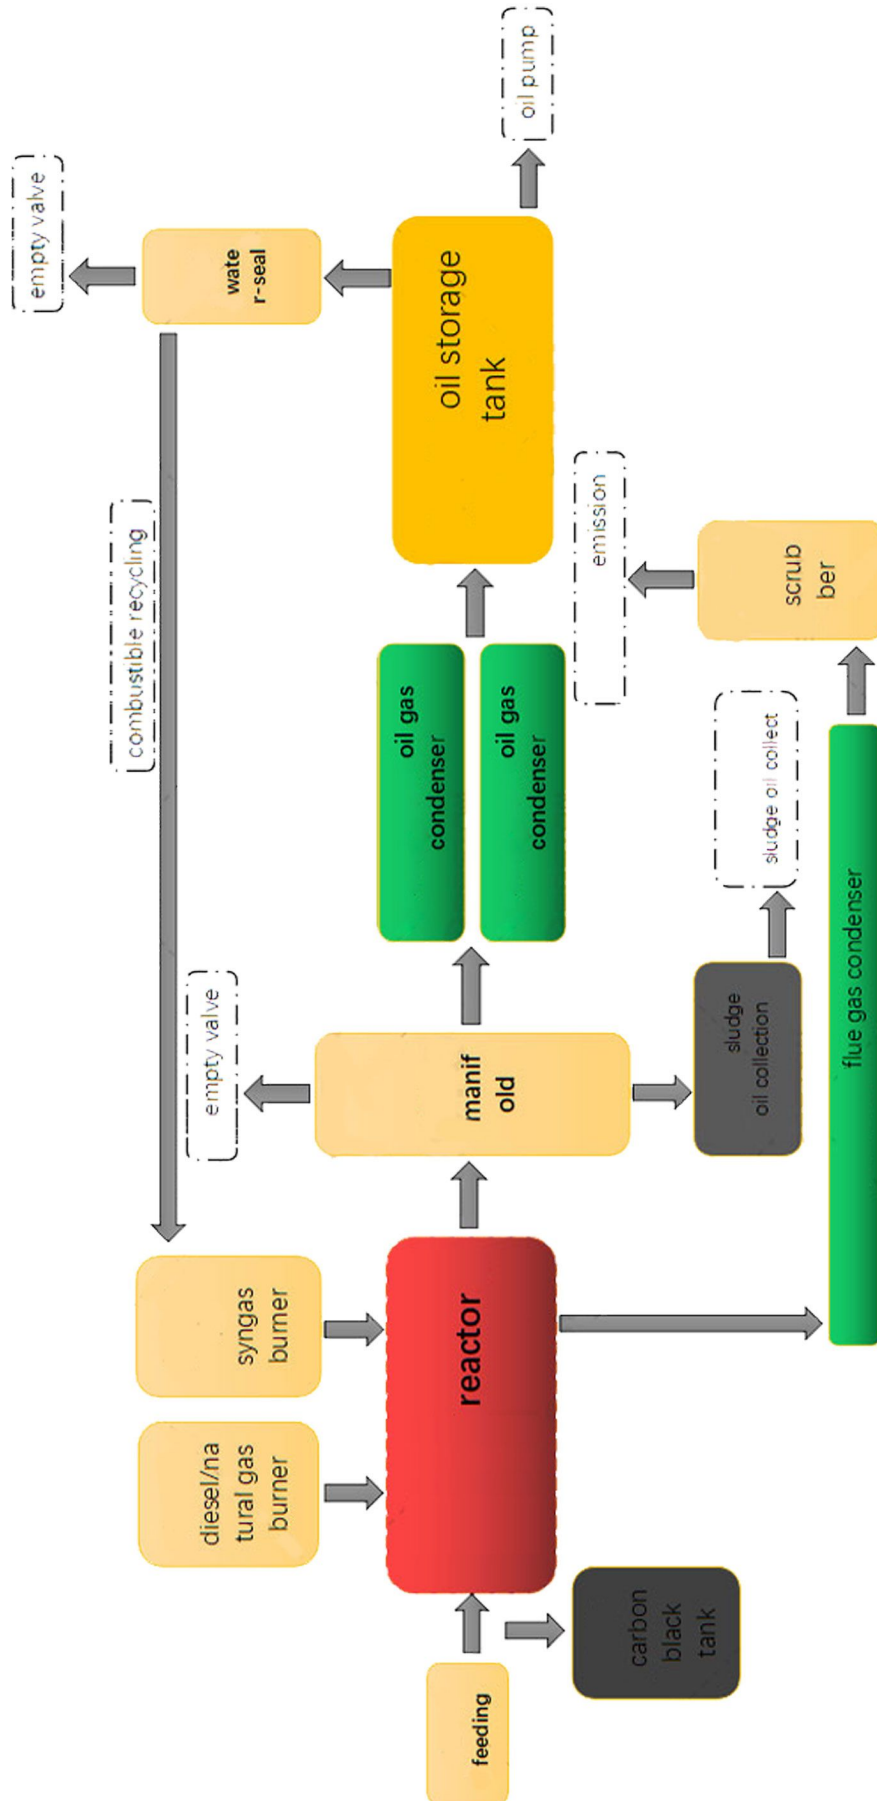 empty valve
wate
r-seal
combustible recycling
oil pump
oil storage
tank
emission
scrub
ber
oil gas
condenser
oil gas
condenser
sludge oil collect
empty valve
manif
old
sludge
oil collection
flue gas condenser
syngas
burner
diesel/na
tural gas
burner
reactor
feeding
carbon
black
tank